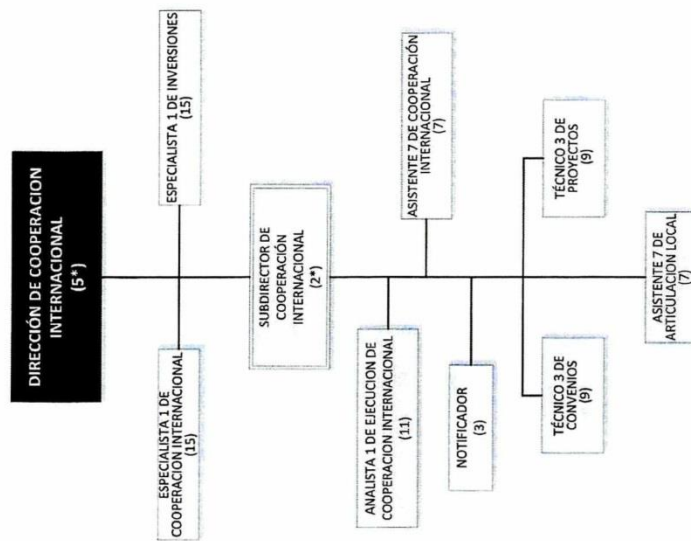 DIRECCIÓN DE COOPERACION
INTERNACIONAL
(5*)
ESPECIALISTA 1 DE
COOPERACION INTERNACIONAL
(15)
ESPECIALISTA 1 DE INVERSIONES
(15)
SUBDIRECTOR DE
COOPERACIÓN
INTERNACIONAL
(2*)
ANALISTA 1 DE EJECUCION DE
COOPERACION INTERNACIONAL
(11)
ASISTENTE 7 DE COOPERACIÓN
INTERNACIONAL
(7)
NOTIFICADOR
(3)
TÉCNICO 3 DE
CONVENIOS
(9)
TÉCNICO 3 DE
PROYECTOS
(9)
ASISTENTE 7 DE
ARTICULACION LOCAL
(7)